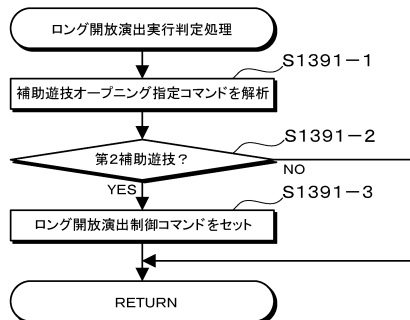 ロング開放演出実行判定処理
S1391－1
補助遊技オープニング指定コマンドを解析
S1391－2
第2補助遊技？
NO
YES
S1391－3
ロング開放演出制御コマンドをセット
RETURN